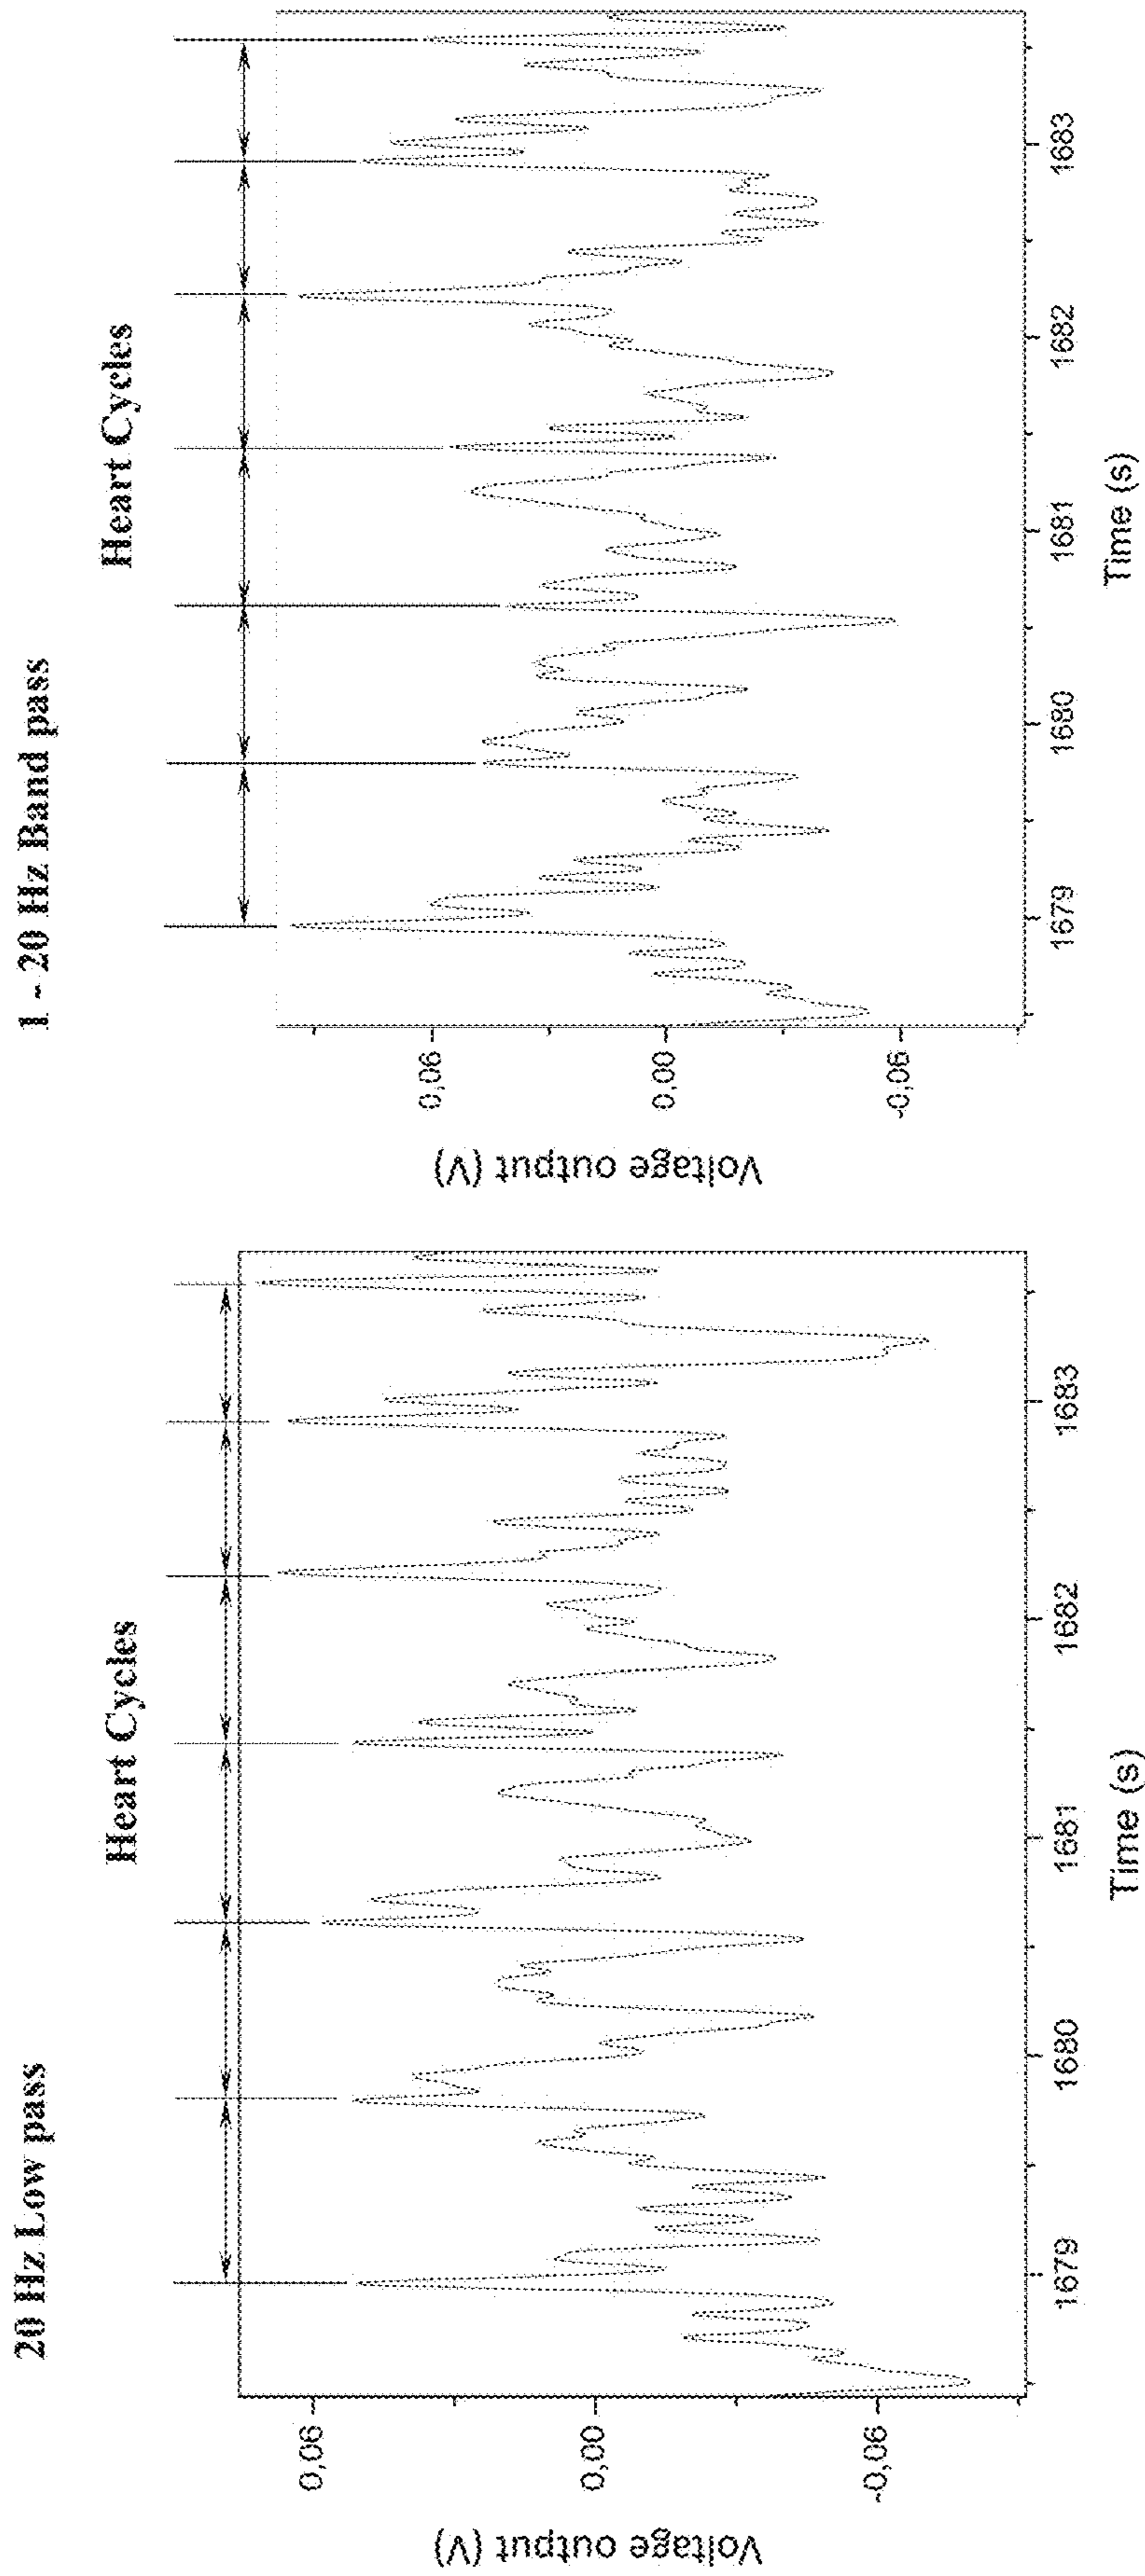 20 Hz Low pass
Heart Cycles
Voltage output (V)
0,06
0,00
-0,06
1679
1680
1681
1682
1683
Time (s)
1 - 20 Hz Band pass
Heart Cycles
Voltage output (V)
0,06
0,00
-0,06
1679
1680
1681
1682
1683
Time (s)